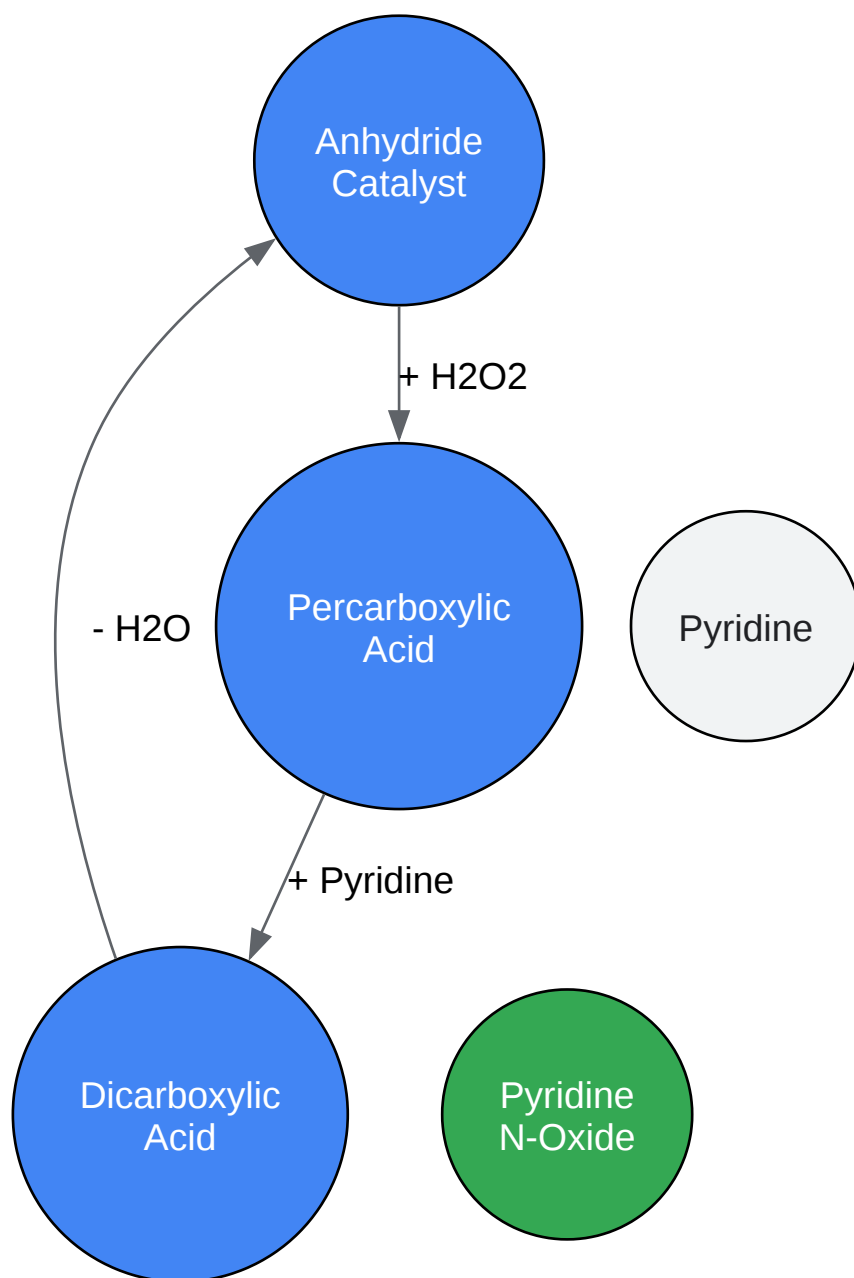 Anhydride
Catalyst
+ H2O2
Percarboxylic
Acid
Pyridine
- H2O
+ Pyridine
Dicarboxylic
Acid
Pyridine
N-Oxide